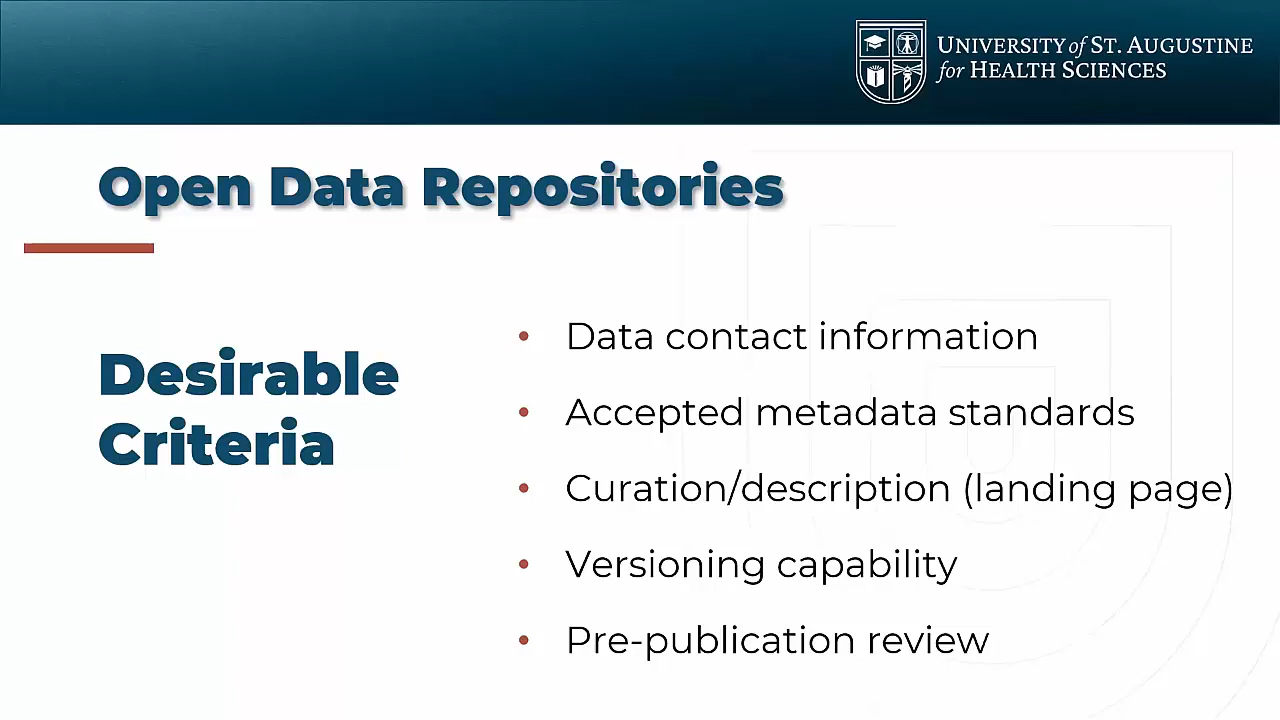 UNIVERSITY of ST. AUGUSTINE
for HEALTH SCIENCES
Open Data Repositories
Desirable
Criteria
• Data contact information
• Accepted metadata standards
• Curation/description (landing page)
• Versioning capability
• Pre-publication review